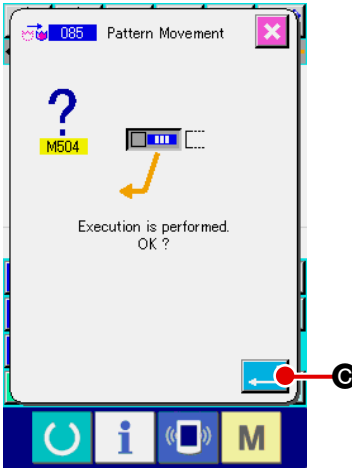 085 Pattern Movement
?
M504
Execution is performed.
OK ?
C
i
M